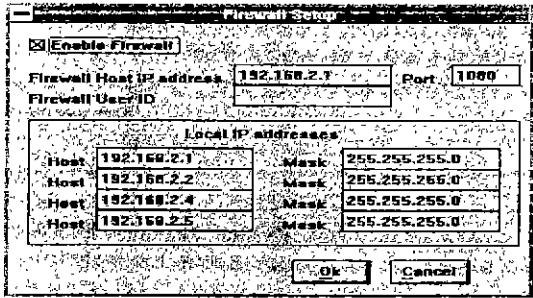 Firewall Setup
Enable Firewall
Firewall Host IP address 192.168.2.1 Port 1080
Firewall User ID
Local IP addresses
Host 192.168.2.1 Mask 255.255.255.0
Host 192.168.2.2 Mask 255.255.255.0
Host 192.168.2.4 Mask 255.255.255.0
Host 192.168.2.5 Mask 255.255.255.0
Ok Cancel